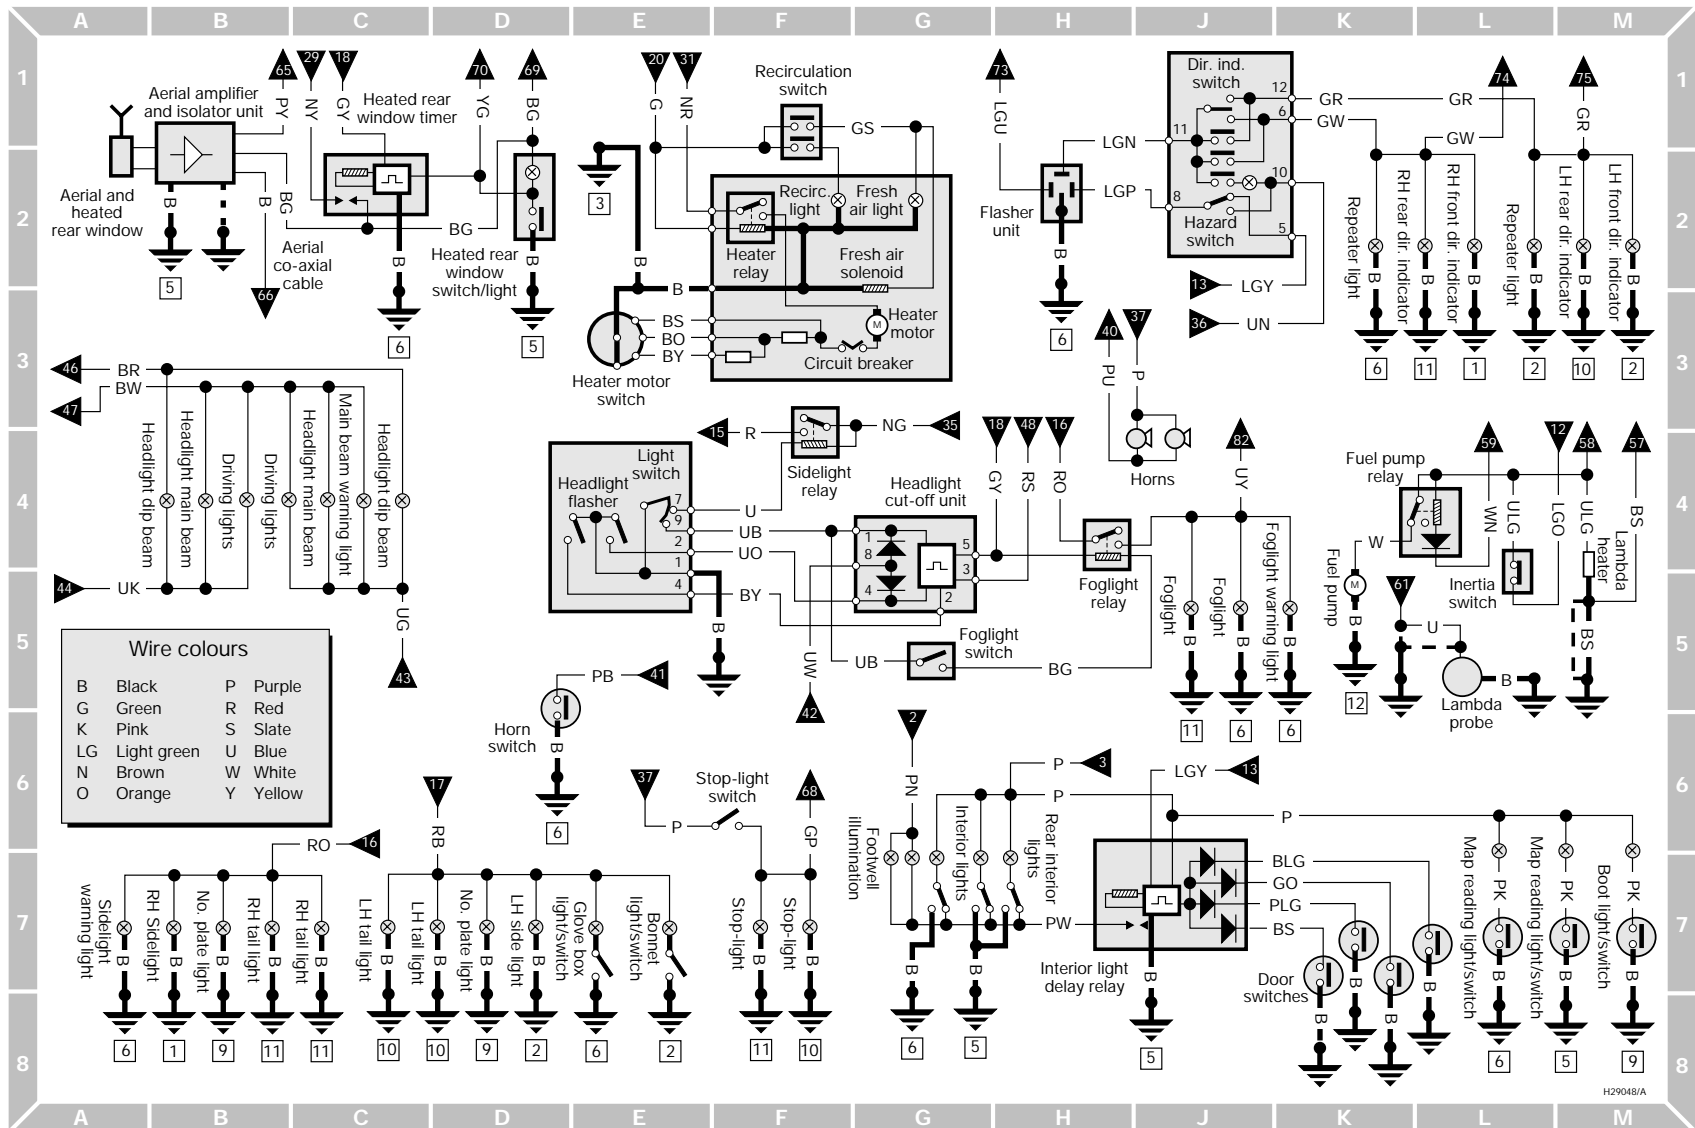 A B C D E F G H J K L M
1 1
2 2
3 3
4 4
5 5
6 6
7 7
8 8
65 29 18 70 69 20 31 73 74 75
Aerial amplifier
and isolator unit
PY
NY
GY
Heated rear
window timer
YG
BG
G
NR
Recirculation
switch
GS
LGU
Dir. ind.
switch
12
6
11
10
8
5
Hazard
switch
GR
GW
GR
GW
GR
LGN
LGP
Aerial and
heated
rear window
B
B
BG
5
66
Aerial
co-axial
cable
BG
B
6
Heated rear
window
switch/light
B
5
3
B
Recirc.
light
Fresh
air light
Heater
relay
Fresh air
solenoid
B
BS
BO
BY
M
Heater
motor
Circuit breaker
Heater motor
switch
Flasher
unit
B
6
13
LGY
36
UN
Repeater light
RH rear dir. indicator
RH front dir. indicator
Repeater light
LH rear dir. indicator
LH front dir. indicator
B B B B B B
6 11 1 2 10 2
46
BR
47
BW
Headlight dip beam
Headlight main beam
Driving lights
Driving lights
Headlight main beam
Main beam warning light
Headlight dip beam
44
UK
UG
43
15
R
NG
35
Sidelight
relay
Light
switch
Headlight
flasher
7
9
2
1
4
U
UB
UO
BY
B
Headlight
cut-off unit
1
8
4
5
3
2
UW
42
UB
Foglight
switch
BG
18 48 16
GY
RS
RO
40 37
PU
P
Horns
82
UY
Foglight
relay
Foglight
Foglight
Foglight warning light
B B B
11 6 6
59 12 58 57
Fuel pump
relay
WN
ULG
LGO
ULG
BS
W
Lambda
heater
Fuel pump
M
B
12
61
U
Inertia
switch
BS
B
Lambda
probe
Wire colours
B Black P Purple
G Green R Red
K Pink S Slate
LG Light green U Blue
N Brown W White
O Orange Y Yellow
PB
41
Horn
switch
B
6
16
RO
17
RB
37
P
Stop-light
switch
68
GP
Sidelight
warning light
RH Sidelight
No. plate light
RH tail light
RH tail light
LH tail light
LH tail light
No. plate light
LH side light
Glove box
light/switch
Bonnet
light/switch
Stop-light
Stop-light
B B B B B B B B B B B B B
6 1 9 11 11 10 10 9 2 6 2 11 10
2
PN
Footwell
illumination
Interior lights
Rear interior
lights
P
3
P
PW
B
6
B
5
LGY
13
P
Interior light
delay relay
B
5
BLG
GO
PLG
BS
Door
switches
B B B B
Map reading light/switch
Map reading light/switch
Boot light/switch
PK PK PK
B B B
6 5 9
H29048/A
A B C D E F G H J K L M